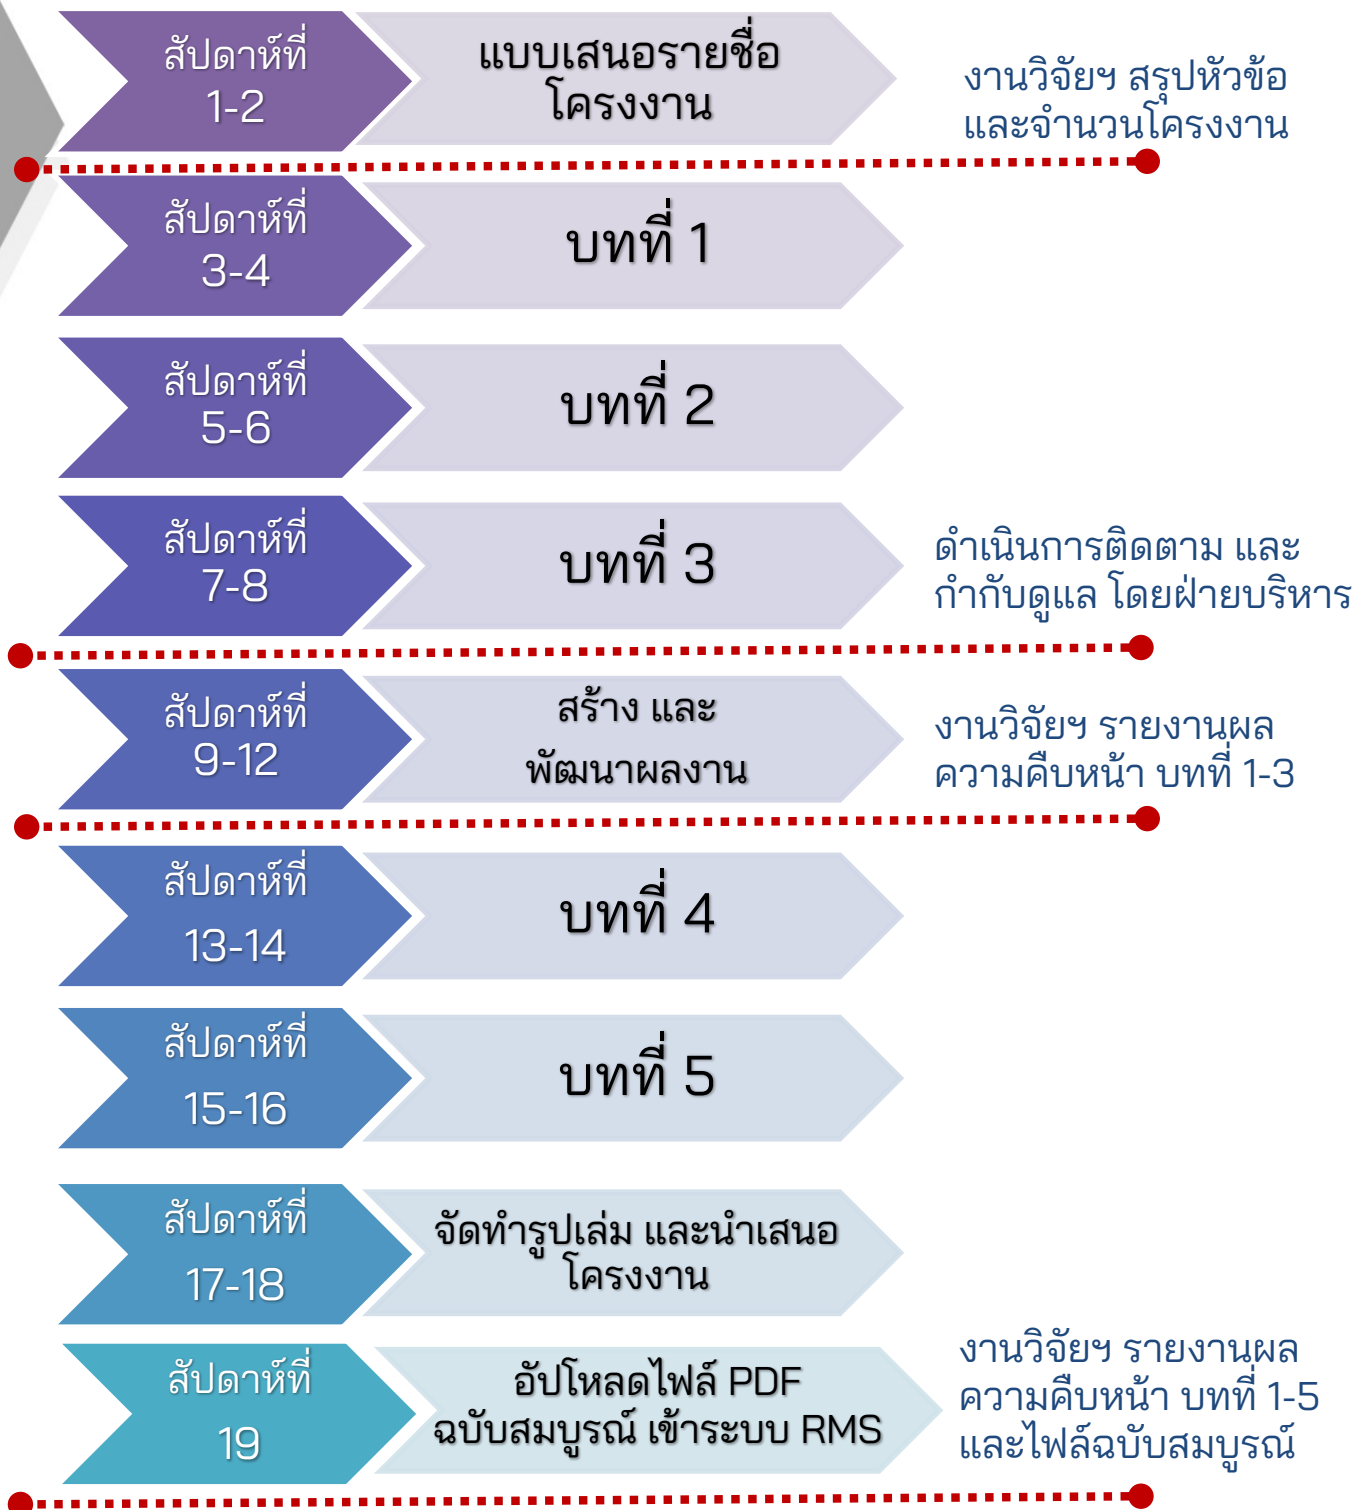 สัปดาห์ที่
1-2
แบบเสนอรายชื่อ
โครงงาน
งานวิจัยฯ สรุปหัวข้อ
และจำนวนโครงงาน
สัปดาห์ที่
3-4
บทที่ 1
สัปดาห์ที่
5-6
บทที่ 2
สัปดาห์ที่
7-8
บทที่ 3
ดำเนินการติดตาม และ
กำกับดูแล โดยฝ่ายบริหาร
สัปดาห์ที่
9-12
สร้าง และ
พัฒนาผลงาน
งานวิจัยฯ รายงานผล
ความคืบหน้า บทที่ 1-3
สัปดาห์ที่
13-14
บทที่ 4
สัปดาห์ที่
15-16
บทที่ 5
สัปดาห์ที่
17-18
จัดทำรูปเล่ม และนำเสนอ
โครงงาน
สัปดาห์ที่
19
อัปโหลดไฟล์ PDF
ฉบับสมบูรณ์ เข้าระบบ RMS
งานวิจัยฯ รายงานผล
ความคืบหน้า บทที่ 1-5
และไฟล์ฉบับสมบูรณ์